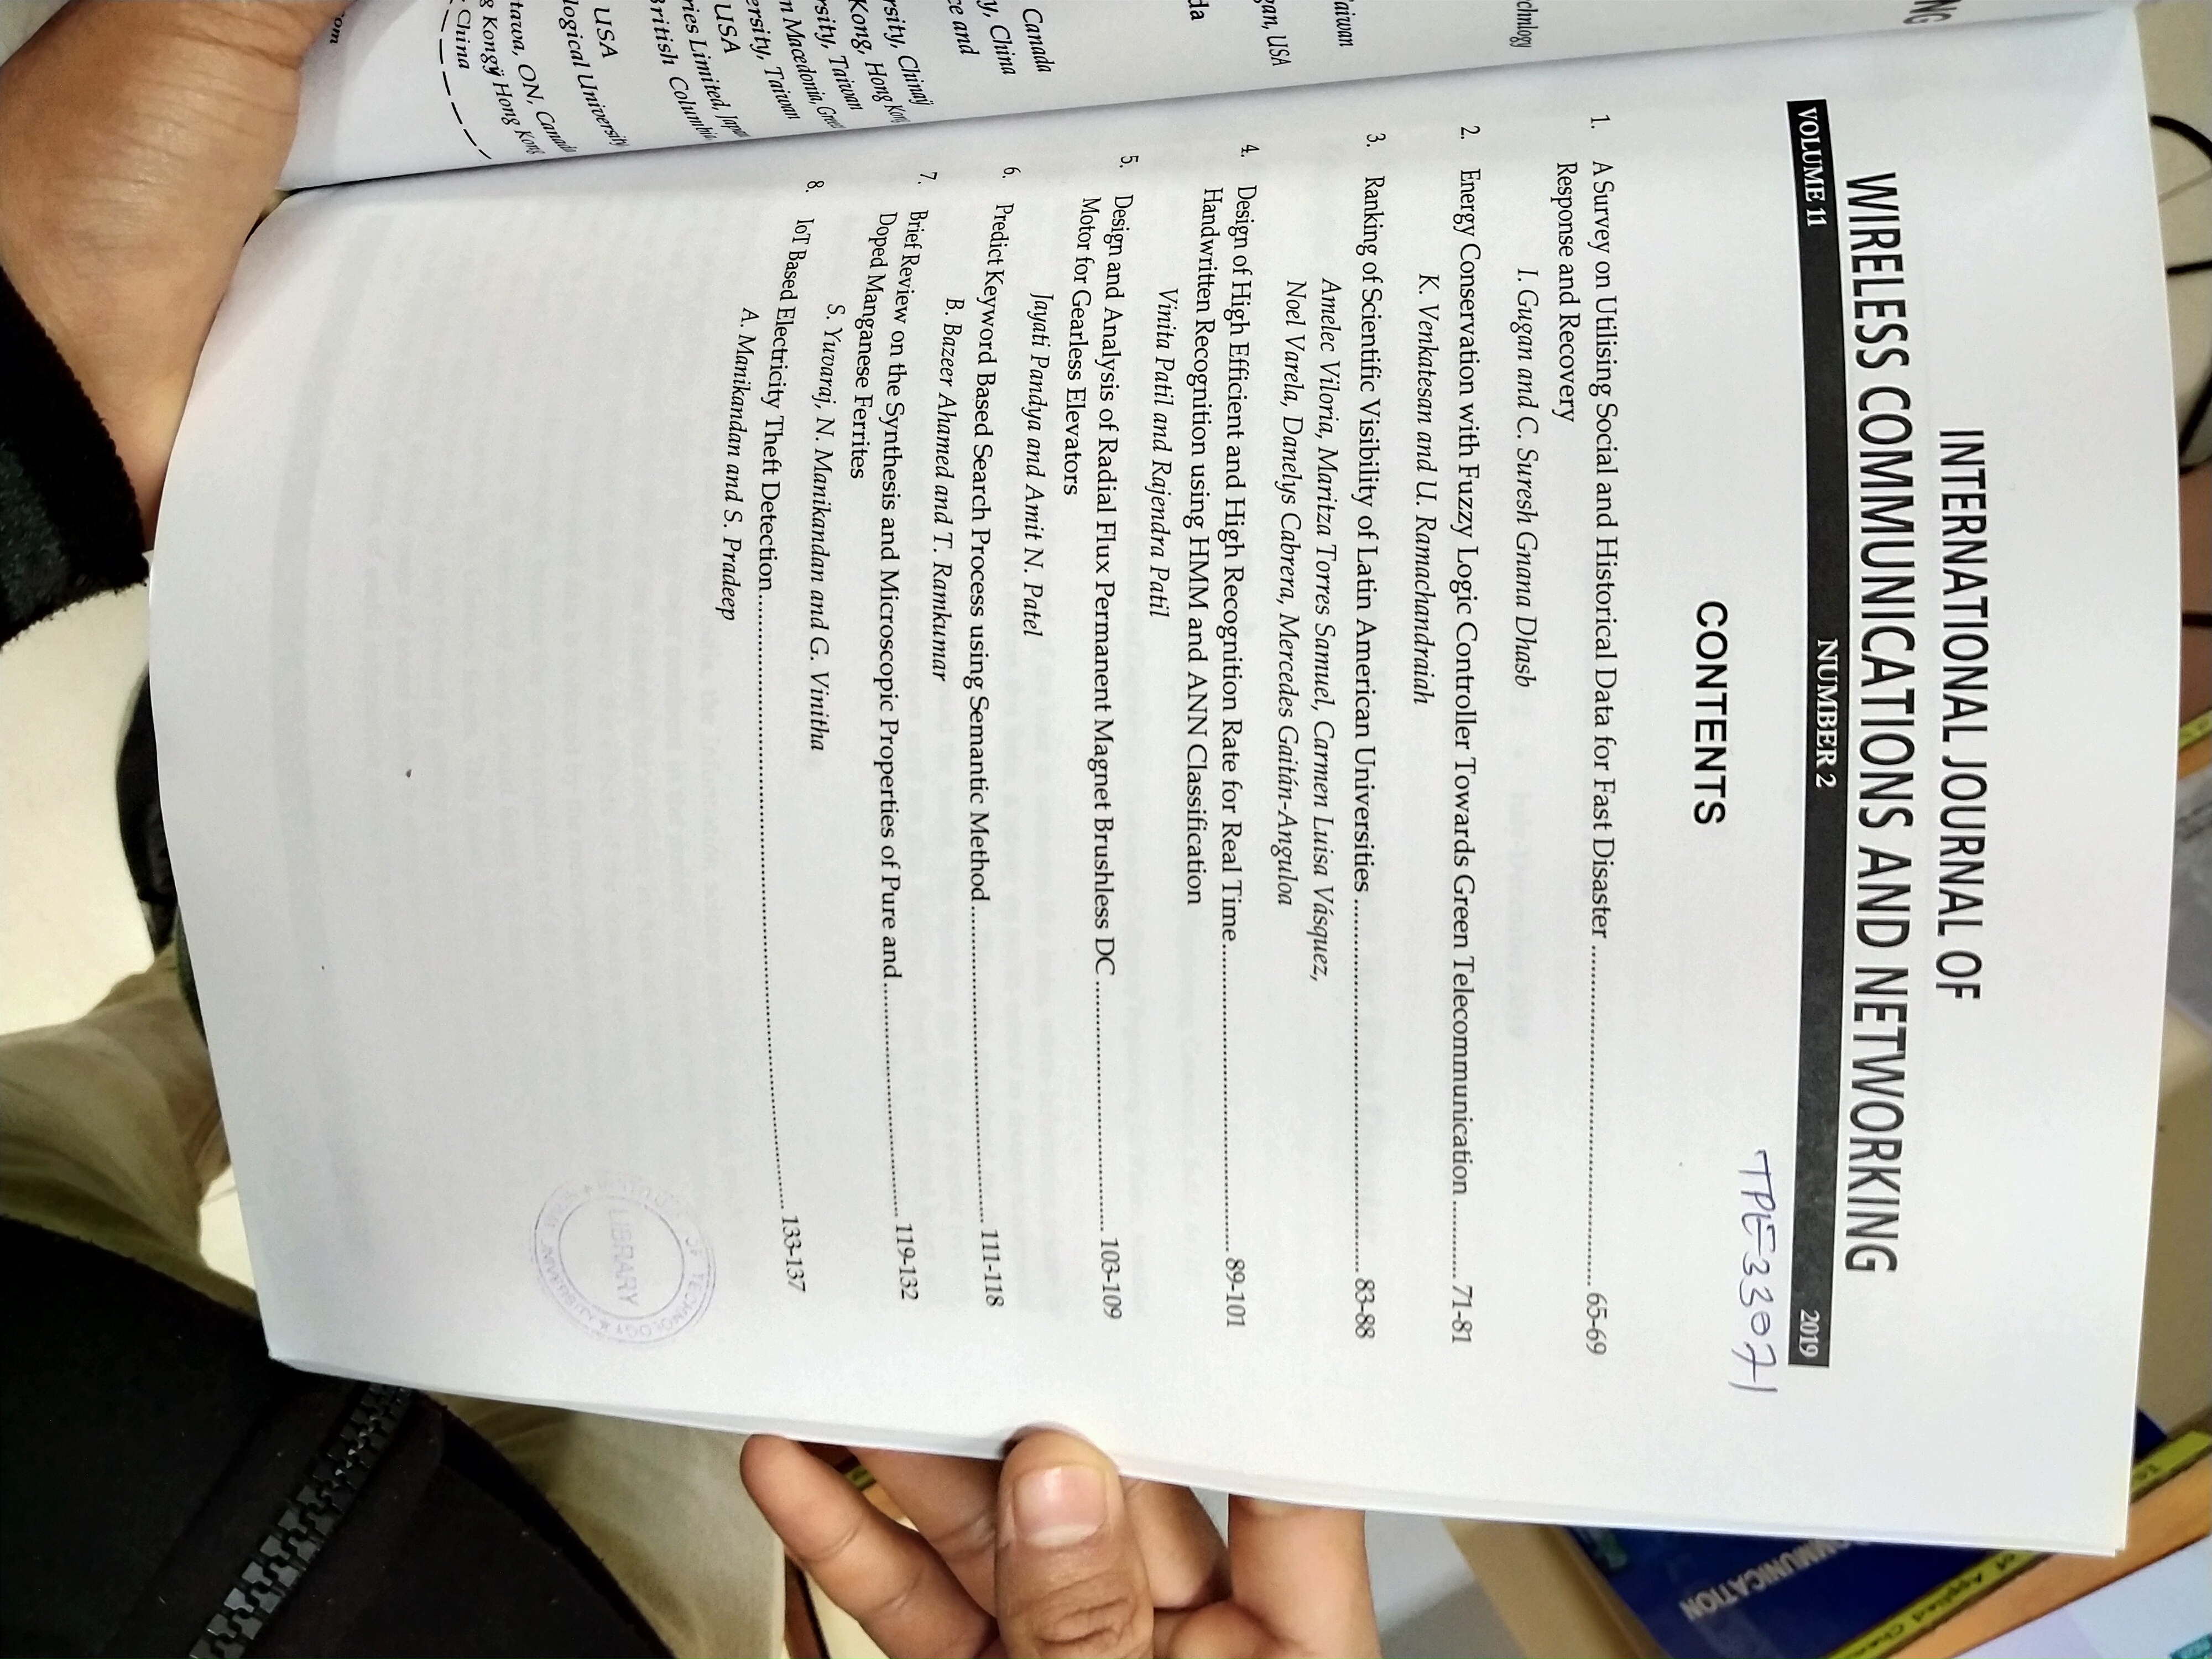 INTERNATIONAL JOURNAL OF
WIRELESS COMMUNICATIONS AND NETWORKING
VOLUME 11 NUMBER 2 2019
TPE33071
CONTENTS
1. A Survey on Utilising Social and Historical Data for Fast Disaster ........ 65-69
Response and Recovery
I. Gugan and C. Suresh Gnana Dhasb
2. Energy Conservation with Fuzzy Logic Controller Towards Green Telecommunication ........ 71-81
K. Venkatesan and U. Ramachandraiah
3. Ranking of Scientific Visibility of Latin American Universities ........ 83-88
Amelec Viloria, Maritza Torres Samuel, Carmen Luisa Vásquez,
Noel Varela, Danelys Cabrera, Mercedes Gaitán-Anguloa
4. Design of High Efficient and High Recognition Rate for Real Time ........ 89-101
Handwritten Recognition using HMM and ANN Classification
Vinita Patil and Rajendra Patil
5. Design and Analysis of Radial Flux Permanent Magnet Brushless DC ........ 103-109
Motor for Gearless Elevators
Jayati Pandya and Amit N. Patel
6. Predict Keyword Based Search Process using Semantic Method ........ 111-118
B. Bazeer Ahamed and T. Ramkumar
7. Brief Review on the Synthesis and Microscopic Properties of Pure and ........ 119-132
Doped Manganese Ferrites
S. Yuvaraj, N. Manikandan and G. Vinitha
8. IoT Based Electricity Theft Detection ........ 133-137
A. Manikandan and S. Pradeep
OF TECHNOLOGY
LIBRARY
NG
chnlogy
aiwan
gan, USA
da
Canada
y, China
ce and
rsity, Chinaÿ
Kong, Hong Kong
rsity, Taiwan
n Macedonia, Greece
ersity, Taiwan
USA
ries Limited, Japan
British Columbia,
USA
logical University
tawa, ON, Canada
g Kongÿ Hong Kong
China
com
of Applied
MMUNICATION